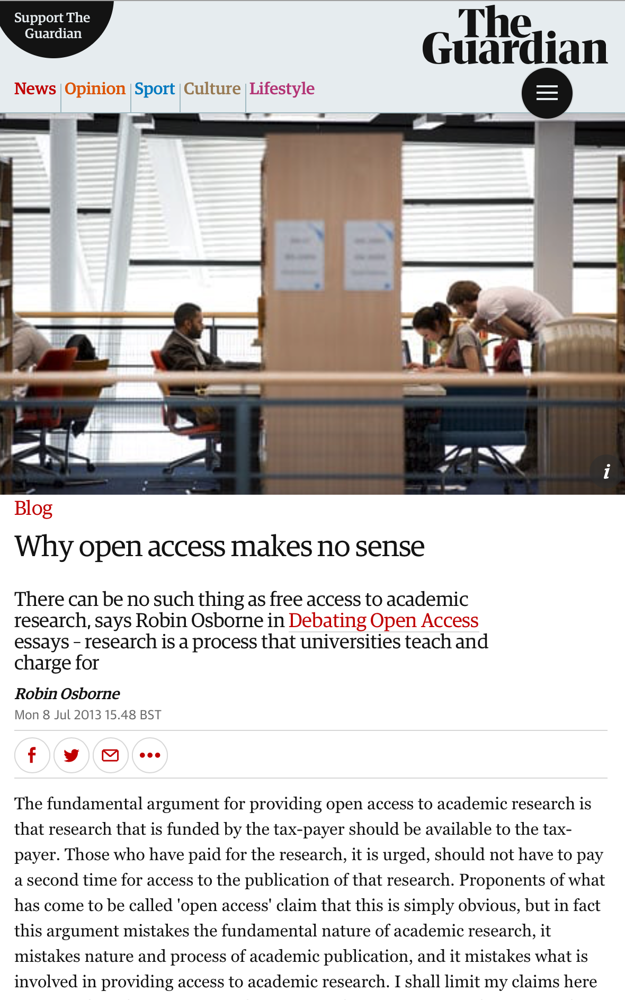 Support The
Guardian
The
Guardian
News
Opinion
Sport
Culture
Lifestyle
i
Blog
Why open access makes no sense
There can be no such thing as free access to academic
research, says Robin Osborne in Debating Open Access
essays – research is a process that universities teach and
charge for
Robin Osborne
Mon 8 Jul 2013 15.48 BST
The fundamental argument for providing open access to academic research is
that research that is funded by the tax-payer should be available to the tax-
payer. Those who have paid for the research, it is urged, should not have to pay
a second time for access to the publication of that research. Proponents of what
has come to be called 'open access' claim that this is simply obvious, but in fact
this argument mistakes the fundamental nature of academic research, it
mistakes nature and process of academic publication, and it mistakes what is
involved in providing access to academic research. I shall limit my claims here